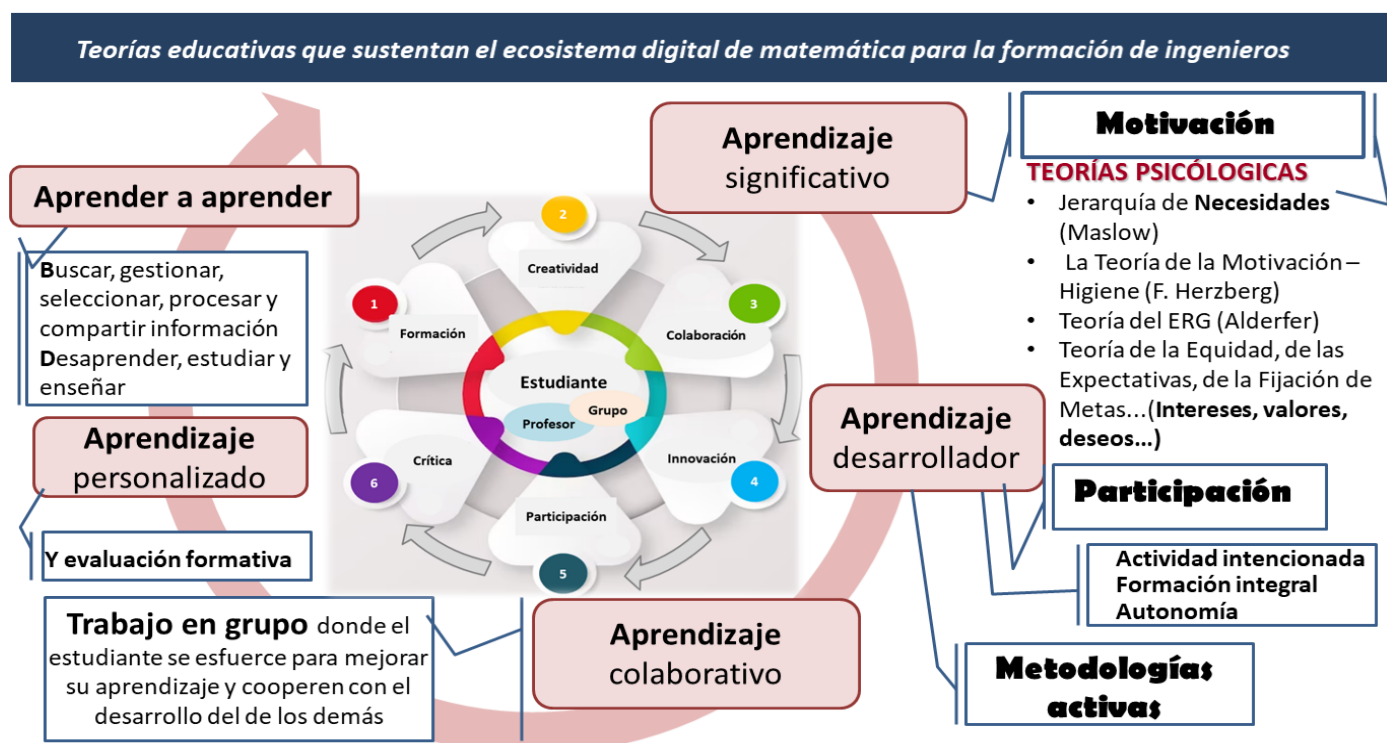 Teorías educativas que sustentan el ecosistema digital de matemática para la formación de ingenieros
Aprender a aprender
Buscar, gestionar,
seleccionar, procesar y
compartir información
Desaprender, estudiar y
enseñar
Aprendizaje
personalizado
Y evaluación formativa
Trabajo en grupo donde el
estudiante se esfuerce para mejorar
su aprendizaje y cooperen con el
desarrollo del de los demás
1
Formación
2
Creatividad
3
Colaboración
4
Innovación
5
Participación
6
Crítica
Estudiante
Grupo
Profesor
Aprendizaje
significativo
Aprendizaje
desarrollador
Aprendizaje
colaborativo
Motivación
TEORÍAS PSICÓLOGICAS
• Jerarquía de Necesidades
(Maslow)
• La Teoría de la Motivación –
Higiene (F. Herzberg)
• Teoría del ERG (Alderfer)
• Teoría de la Equidad, de las
Expectativas, de la Fijación de
Metas...(Intereses, valores,
deseos...)
Participación
Actividad intencionada
Formación integral
Autonomía
Metodologías
activas